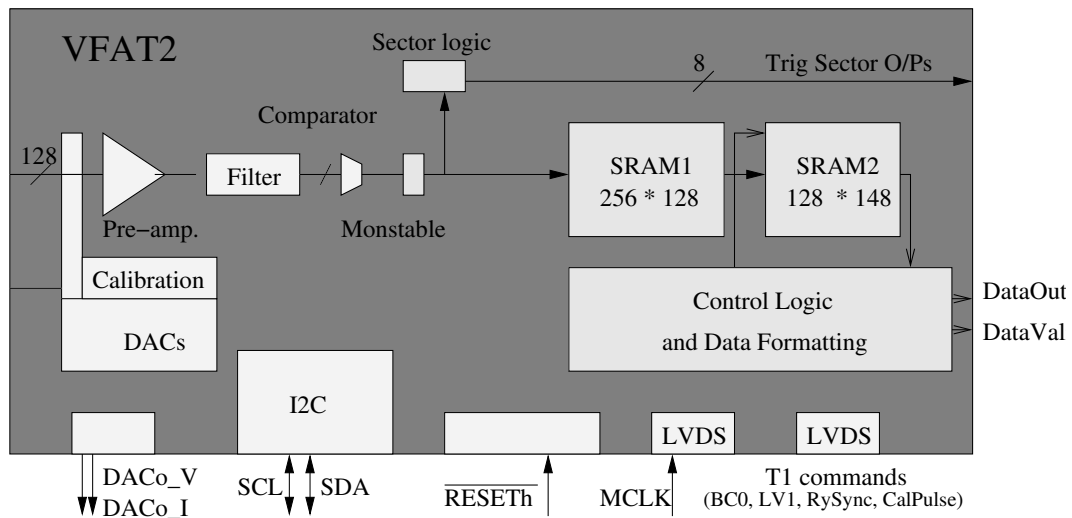 VFAT2
Sector logic
8
Trig Sector O/Ps
Comparator
128
Filter
SRAM1
256 * 128
SRAM2
128 * 148
Pre-amp.
Monstable
Calibration
DACs
Control Logic
and Data Formatting
DataOut
DataVal
I2C
LVDS
LVDS
DACo_V
DACo_I
SCL
SDA
RESETh
MCLK
T1 commands
(BC0, LV1, RySync, CalPulse)